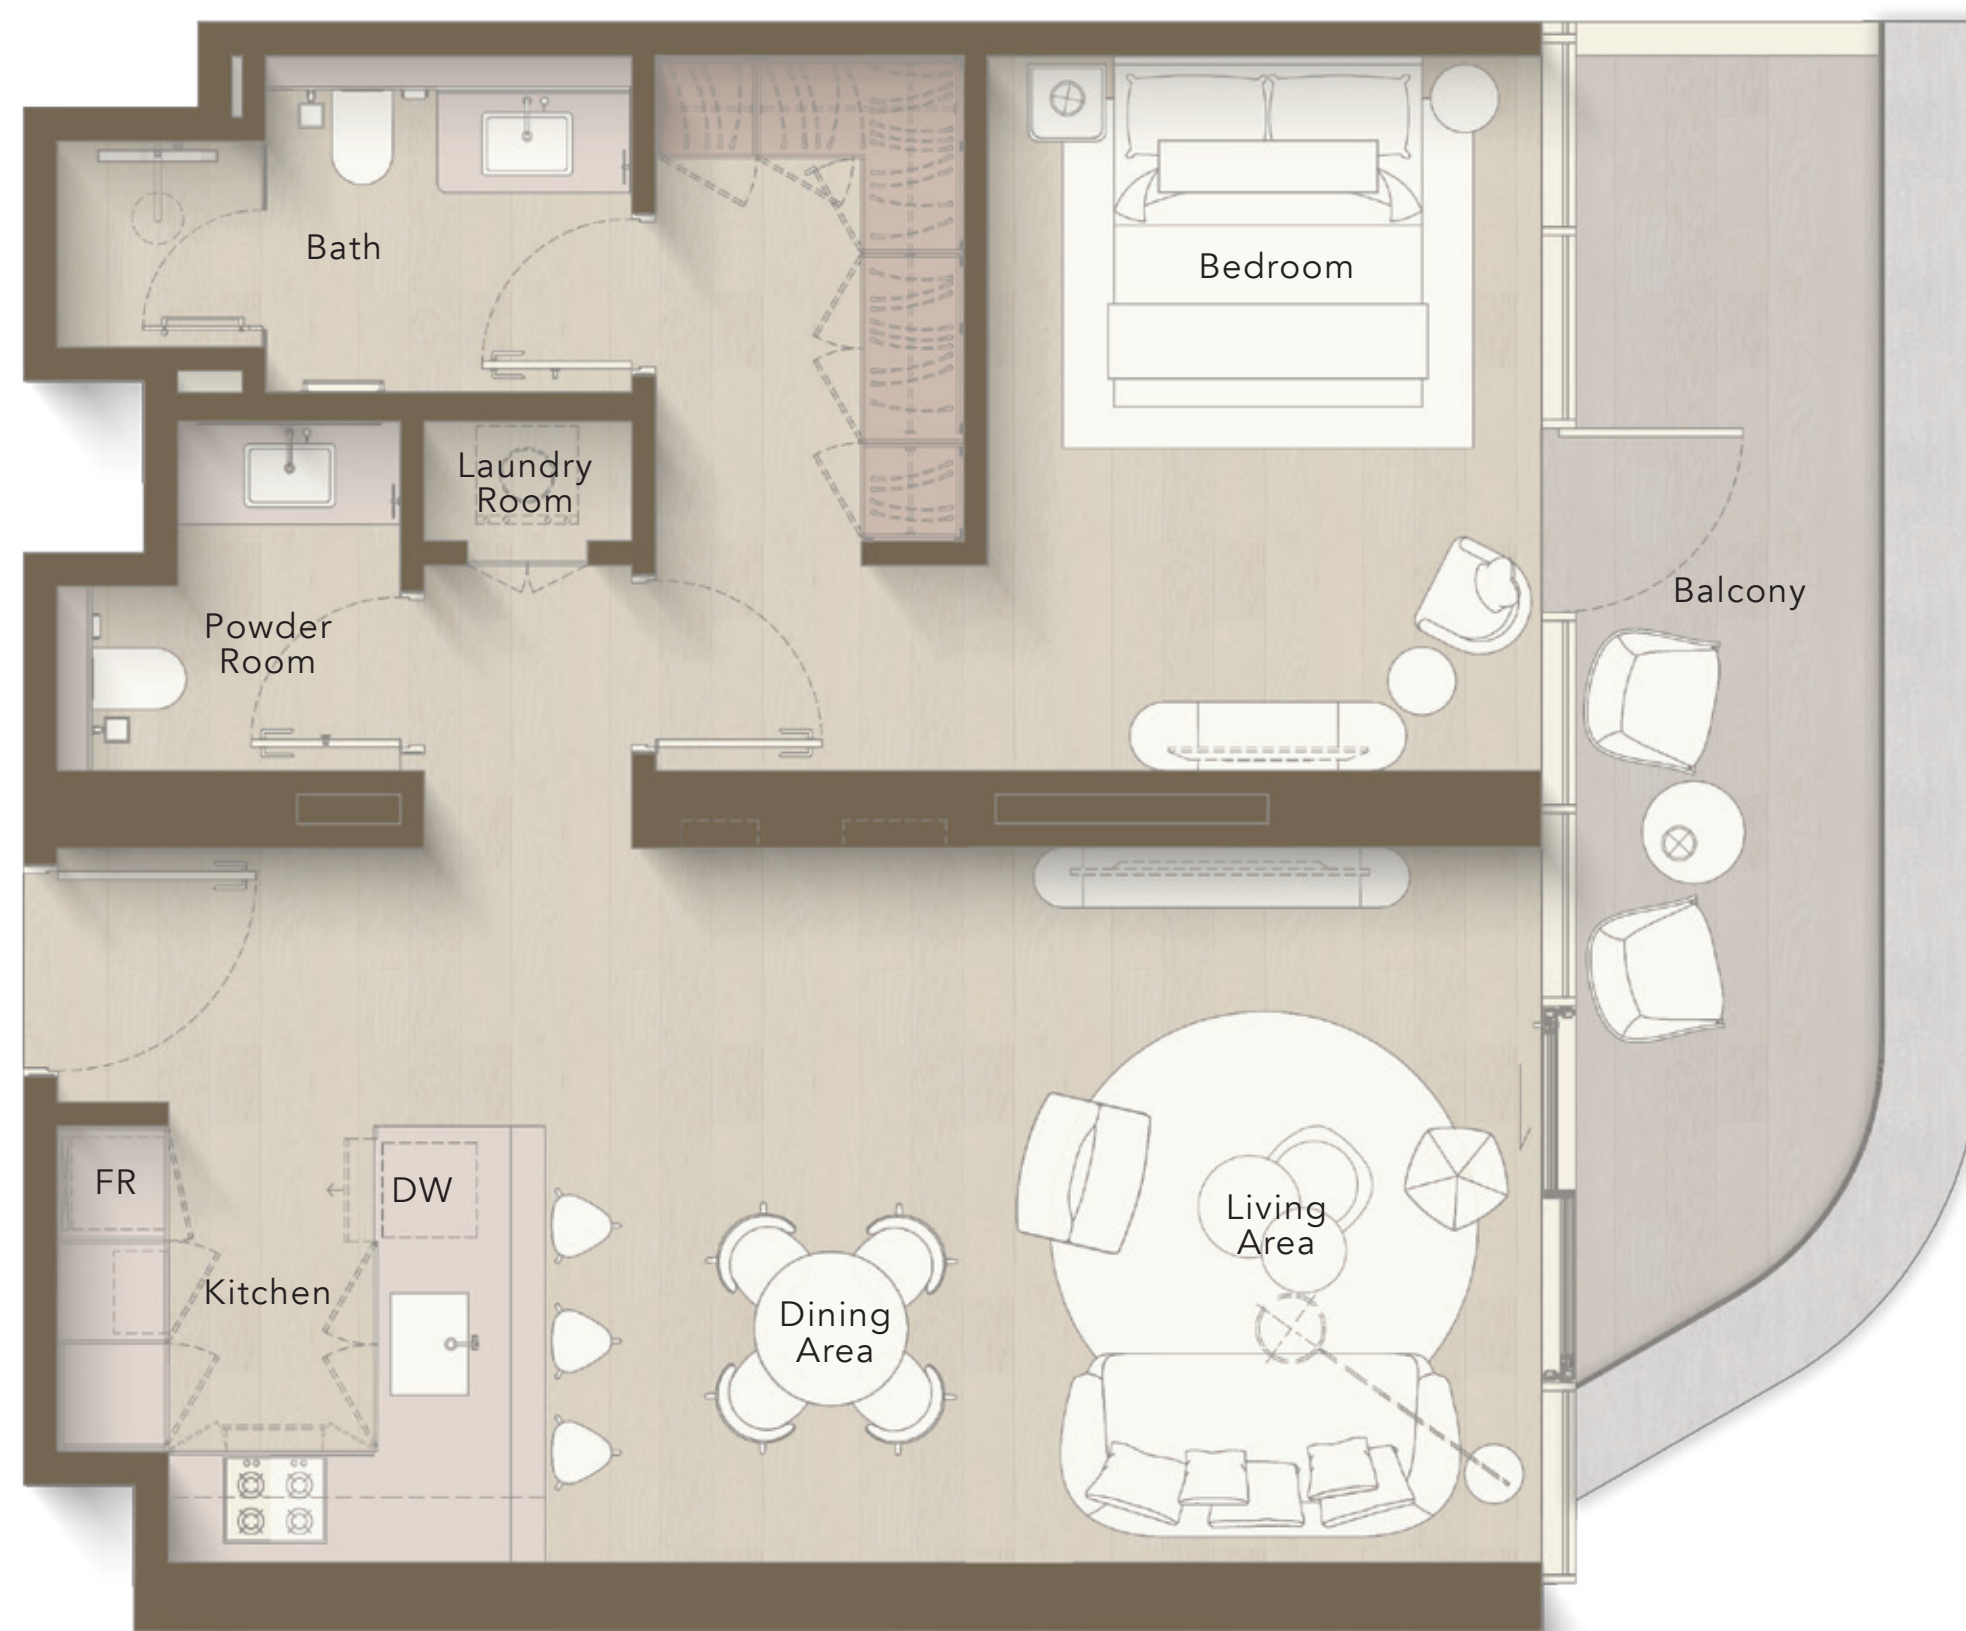 Bath
Bedroom
Laundry
Room
Balcony
Powder
Room
FR
DW
Kitchen
Living
Area
Dining
Area